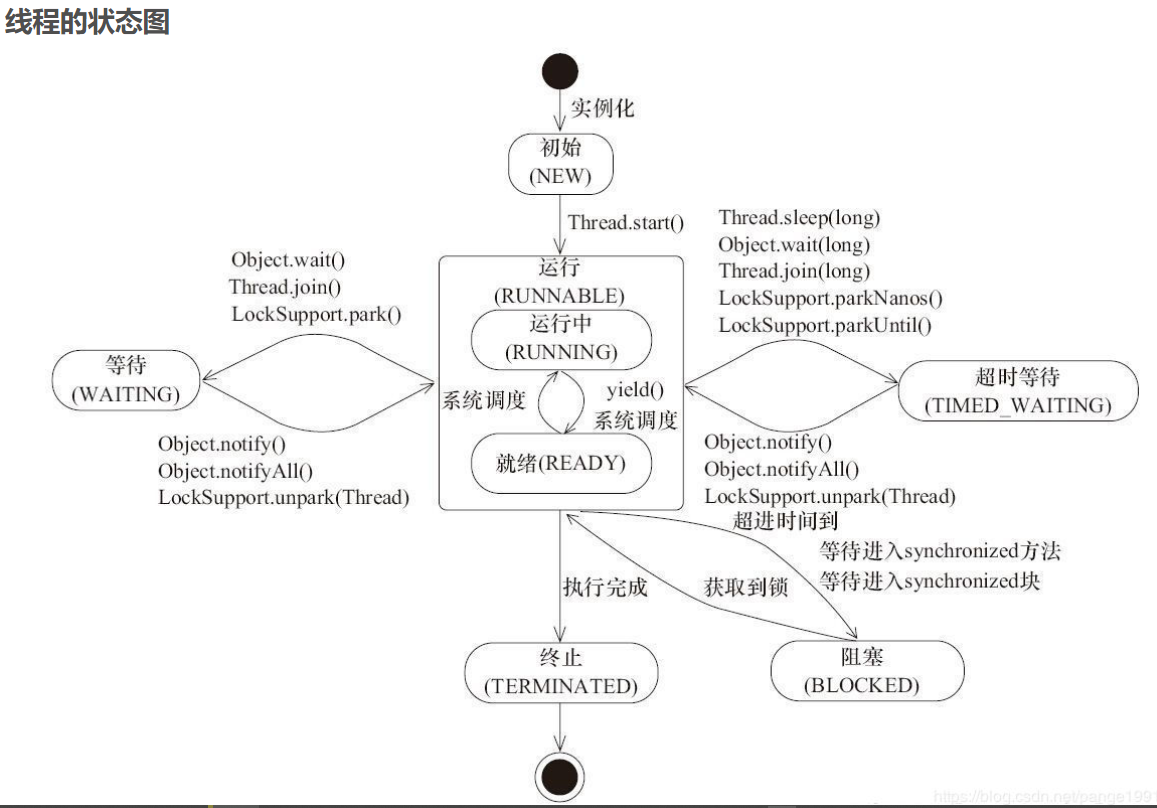 线程的状态图
实例化
初始
(NEW)
Thread.start()
Object.wait()
Thread.join()
LockSupport.park()
等待
(WAITING)
Object.notify()
Object.notifyAll()
LockSupport.unpark(Thread)
运行
(RUNNABLE)
运行中
(RUNNING)
系统调度
yield()
系统调度
就绪(READY)
Thread.sleep(long)
Object.wait(long)
Thread.join(long)
LockSupport.parkNanos()
LockSupport.parkUntil()
超时等待
(TIMED_WAITING)
Object.notify()
Object.notifyAll()
LockSupport.unpark(Thread)
超进时间到
等待进入synchronized方法
等待进入synchronized块
获取到锁
执行完成
阻塞
(BLOCKED)
终止
(TERMINATED)
https://blog.csdn.net/pange1991